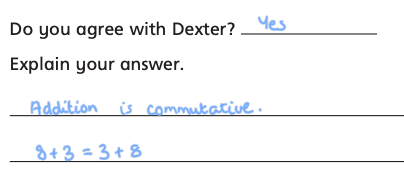 Do you agree with Dexter? Yes
Explain your answer.
Addition is commutative.
8+3 = 3+8